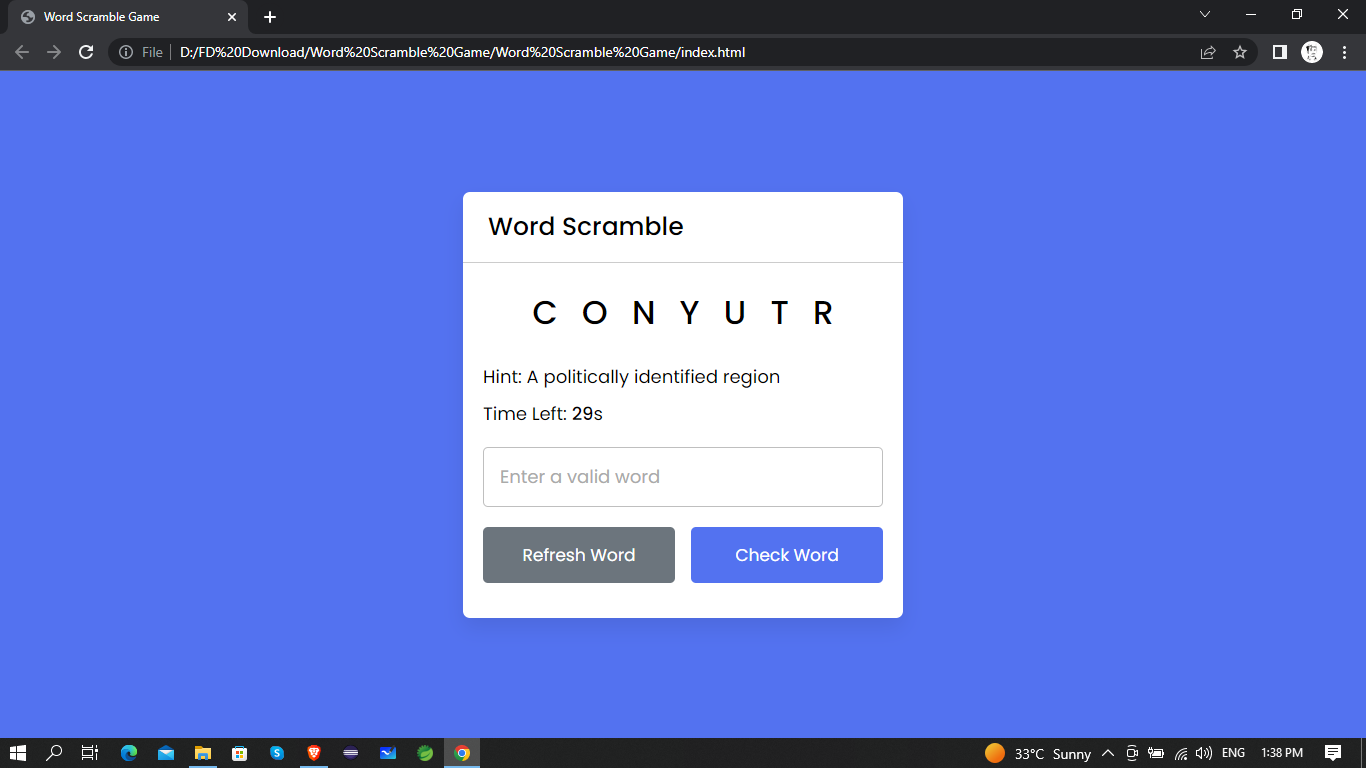 Word Scramble Game
File
D:/FD%20Download/Word%20Scramble%20Game/Word%20Scramble%20Game/index.html
Word Scramble
C O N Y U T R
Hint: A politically identified region
Time Left: 29s
Enter a valid word
Refresh Word
Check Word
33°C Sunny
ENG
1:38 PM